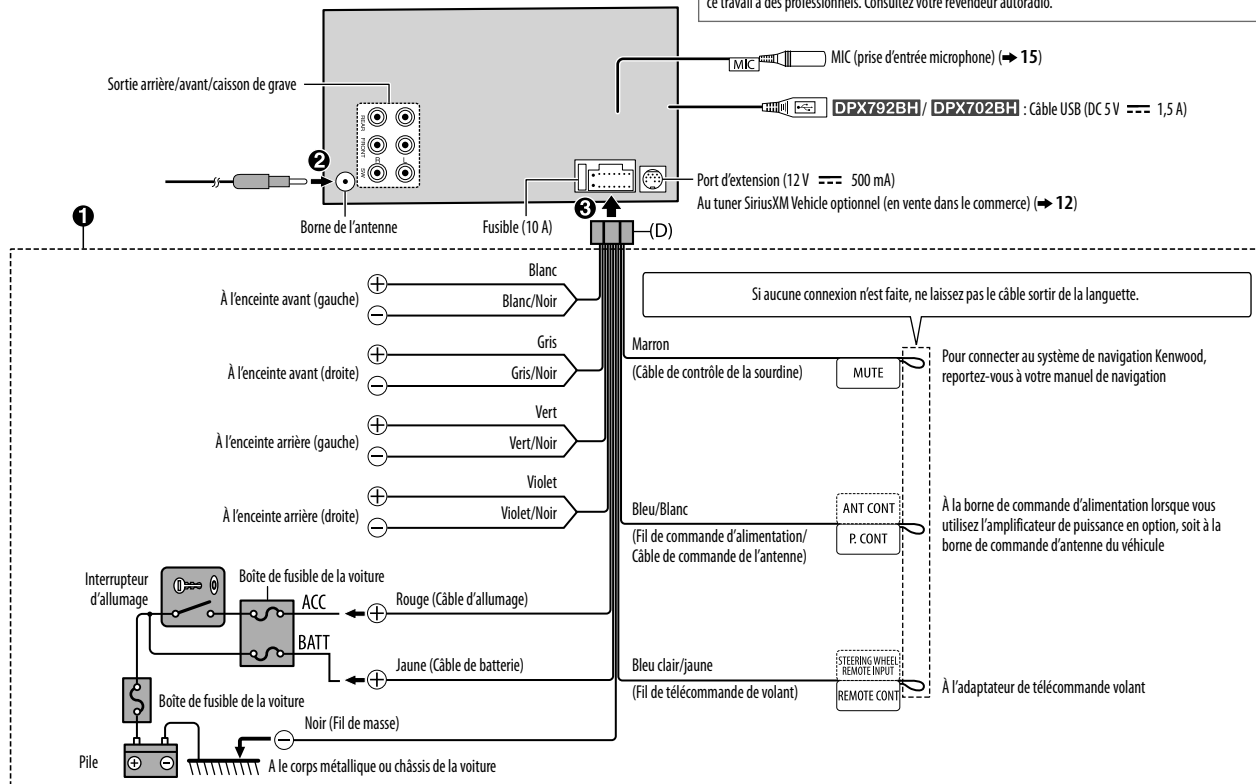 ce travail à des professionnels. Consultez votre revendeur autoradio.
MIC
MIC (prise d'entrée microphone) (➜ 15)
Sortie arrière/avant/caisson de grave
REAR
FRONT
SW
R
L
DPX792BH / DPX702BH : Câble USB (DC 5 V ⎓ 1,5 A)
❷
Borne de l'antenne
Fusible (10 A)
❸
Port d'extension (12 V ⎓ 500 mA)
Au tuner SiriusXM Vehicle optionnel (en vente dans le commerce) (➜ 12)
(D)
❶
À l'enceinte avant (gauche)
+
Blanc
−
Blanc/Noir
À l'enceinte avant (droite)
+
Gris
−
Gris/Noir
À l'enceinte arrière (gauche)
+
Vert
−
Vert/Noir
À l'enceinte arrière (droite)
+
Violet
−
Violet/Noir
Si aucune connexion n'est faite, ne laissez pas le câble sortir de la languette.
Marron
(Câble de contrôle de la sourdine)
MUTE
Pour connecter au système de navigation Kenwood,
reportez-vous à votre manuel de navigation
Bleu/Blanc
(Fil de commande d'alimentation/
Câble de commande de l'antenne)
ANT CONT
P. CONT
À la borne de commande d'alimentation lorsque vous
utilisez l'amplificateur de puissance en option, soit à la
borne de commande d'antenne du véhicule
Bleu clair/jaune
(Fil de télécommande de volant)
STEERING WHEEL
REMOTE INPUT
REMOTE CONT
À l'adaptateur de télécommande volant
Interrupteur
d'allumage
Boîte de fusible de la voiture
ACC
+
Rouge (Câble d'allumage)
BATT
+
Jaune (Câble de batterie)
Boîte de fusible de la voiture
Noir (Fil de masse)
−
Pile
+
−
A le corps métallique ou châssis de la voiture